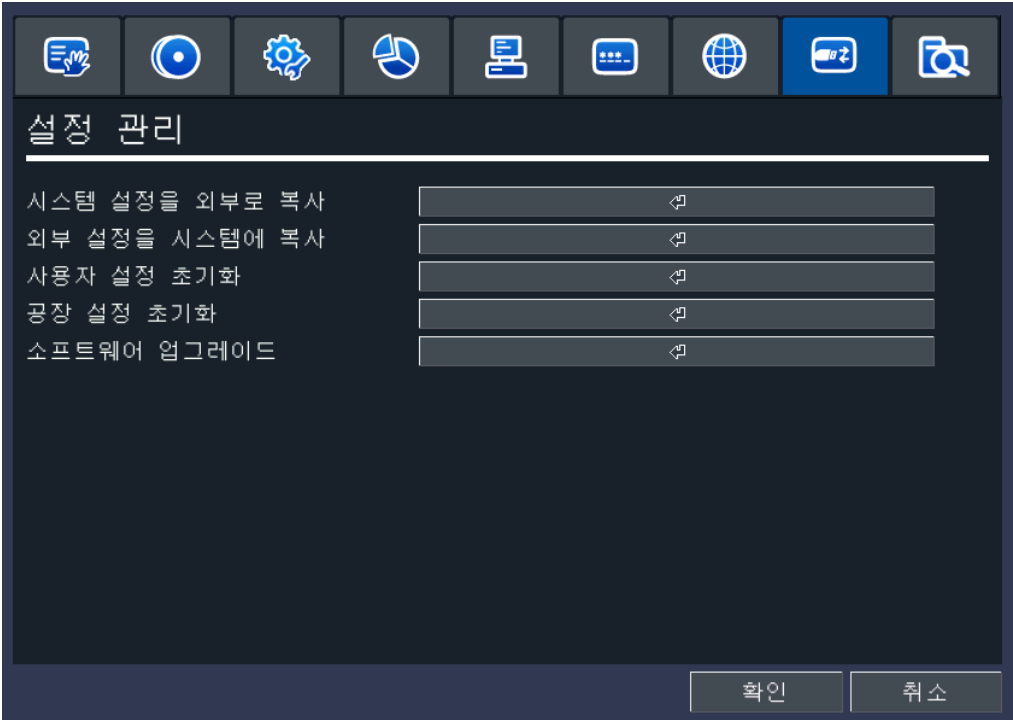 설정 관리
시스템 설정을 외부로 복사
외부 설정을 시스템에 복사
사용자 설정 초기화
공장 설정 초기화
소프트웨어 업그레이드
확인 취소